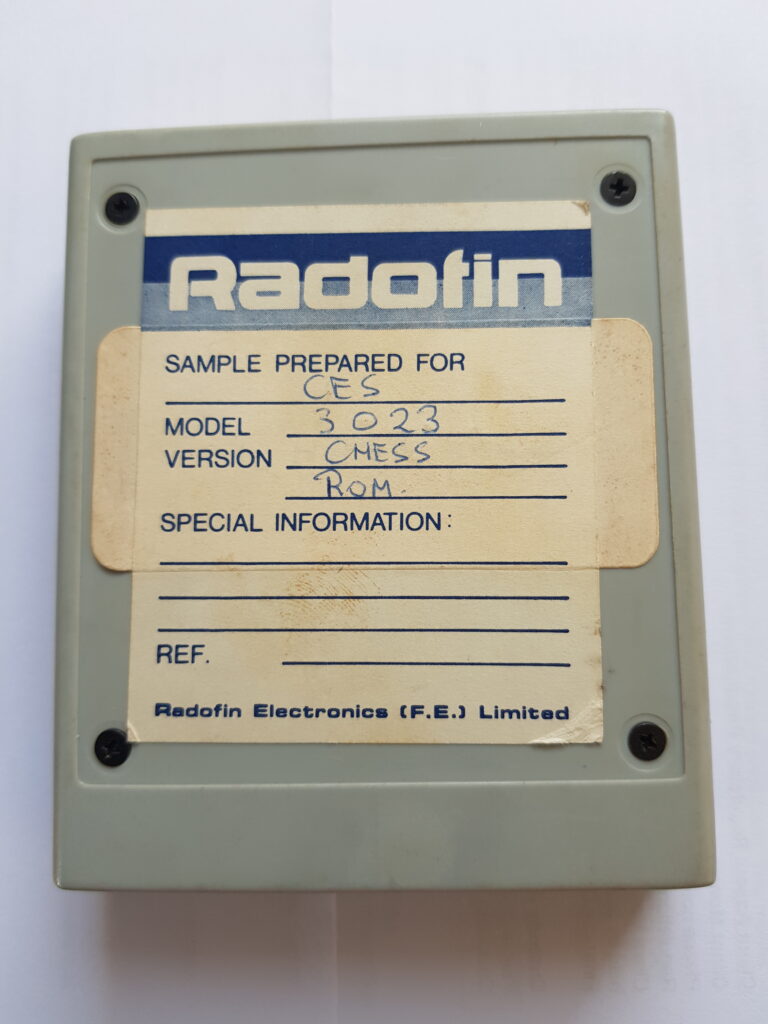 Radofin
SAMPLE PREPARED FOR
CES
MODEL 3023
VERSION CHESS
ROM.
SPECIAL INFORMATION:
REF.
Radofin Electronics (F.E.) Limited